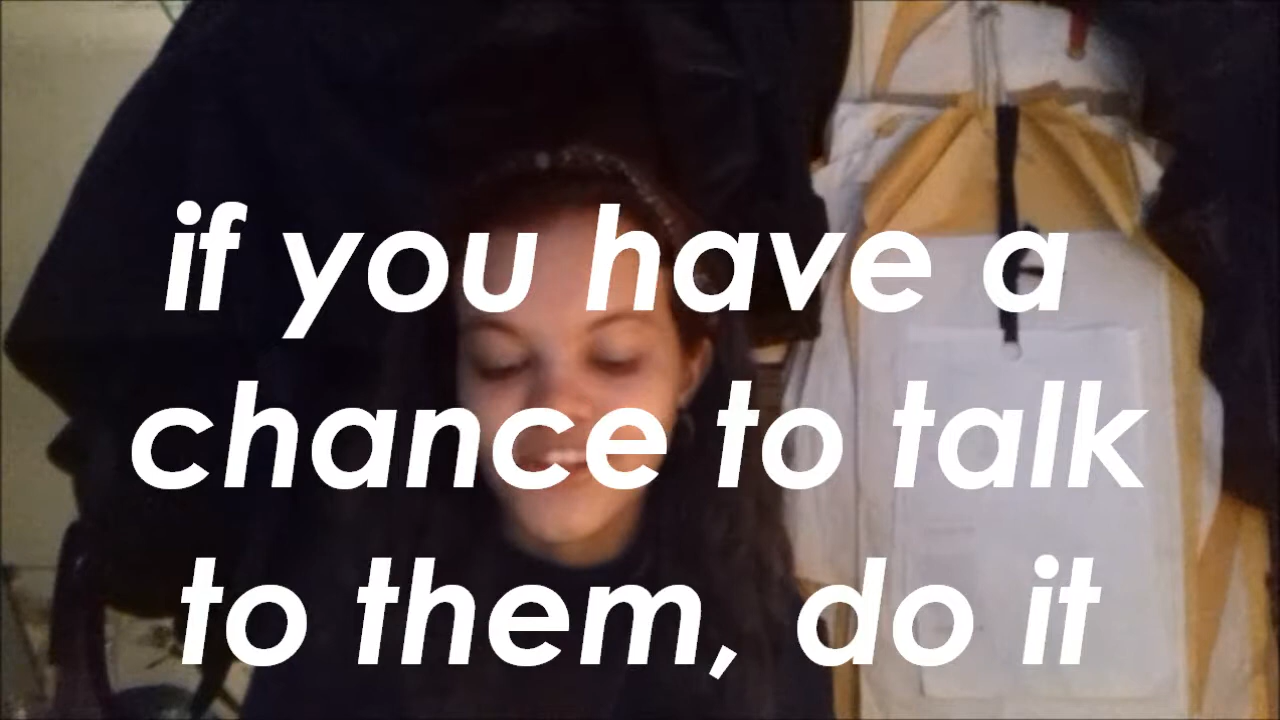 if you have a
chance to talk
to them, do it